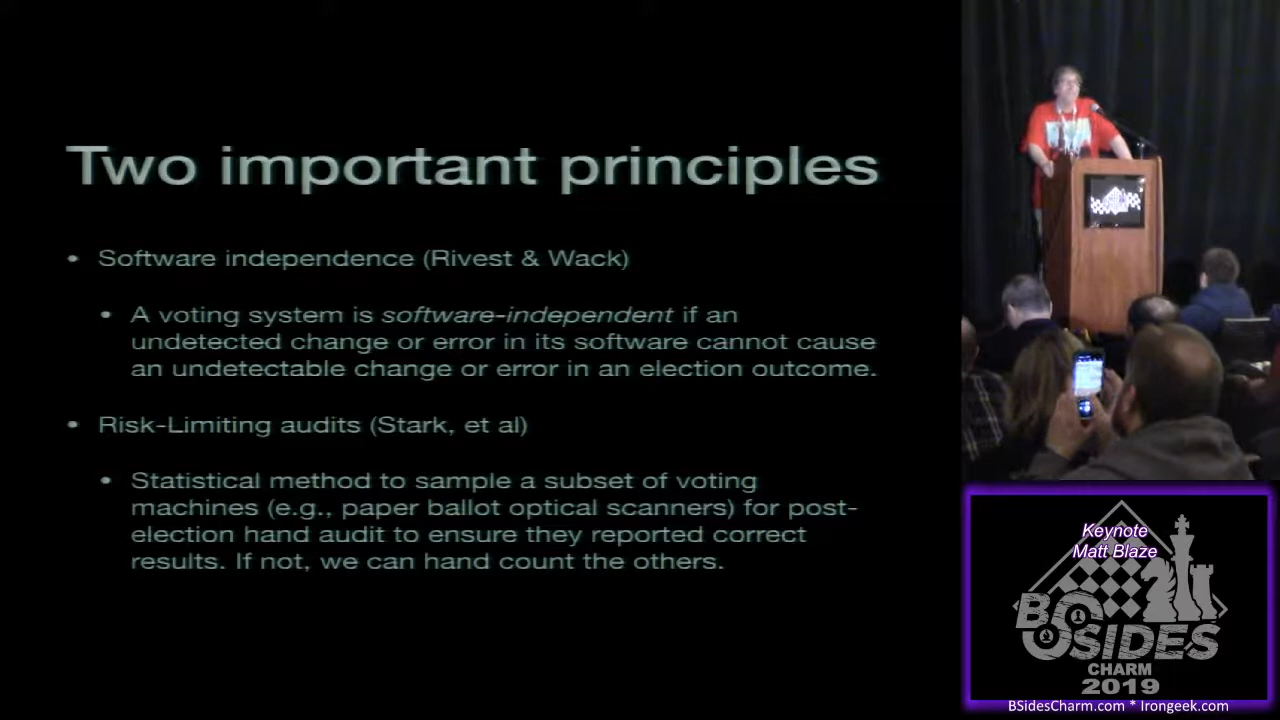 Two important principles
• Software independence (Rivest & Wack)
• A voting system is software-independent if an
undetected change or error in its software cannot cause
an undetectable change or error in an election outcome.
• Risk-Limiting audits (Stark, et al)
• Statistical method to sample a subset of voting
machines (e.g., paper ballot optical scanners) for post-
election hand audit to ensure they reported correct
results. If not, we can hand count the others.
Keynote
Matt Blaze
BSIDES
CHARM
2019
BSidesCharm.com * Irongeek.com